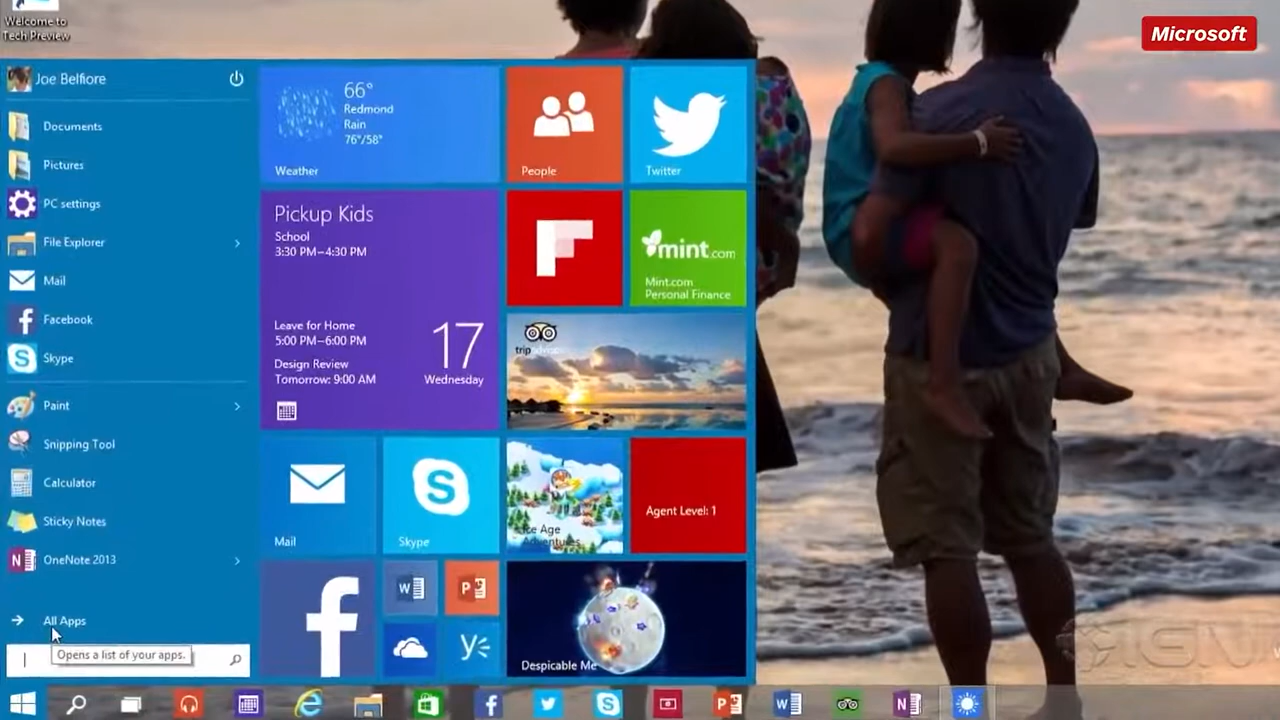 Welcome to
Tech Preview
Microsoft
Joe Belfiore
Documents
Pictures
PC settings
File Explorer
Mail
Facebook
Skype
Paint
Snipping Tool
Calculator
Sticky Notes
OneNote 2013
All Apps
Opens a list of your apps.
66°
Redmond
Rain
76°/58°
Weather
People
Twitter
Pickup Kids
School
3:30 PM–4:30 PM
Leave for Home
5:00 PM–6:00 PM
Design Review
Tomorrow: 9:00 AM
17
Wednesday
mint.com
Mint.com
Personal Finance
tripadvisor
Mail
Skype
Ice Age
Adventures
Agent Level: 1
Despicable Me
IGN